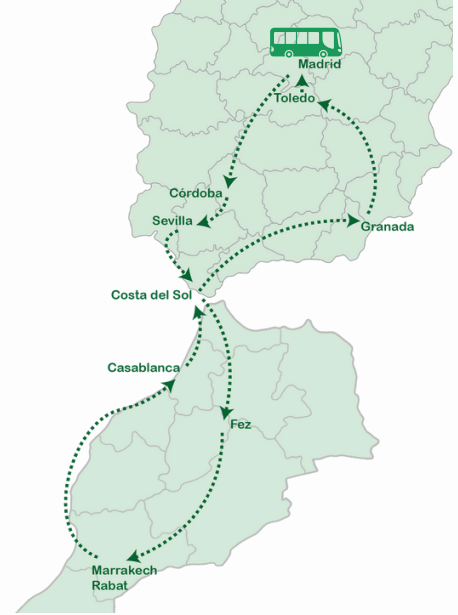 Madrid
Toledo
Córdoba
Sevilla
Granada
Costa del Sol
Casablanca
Fez
Marrakech
Rabat